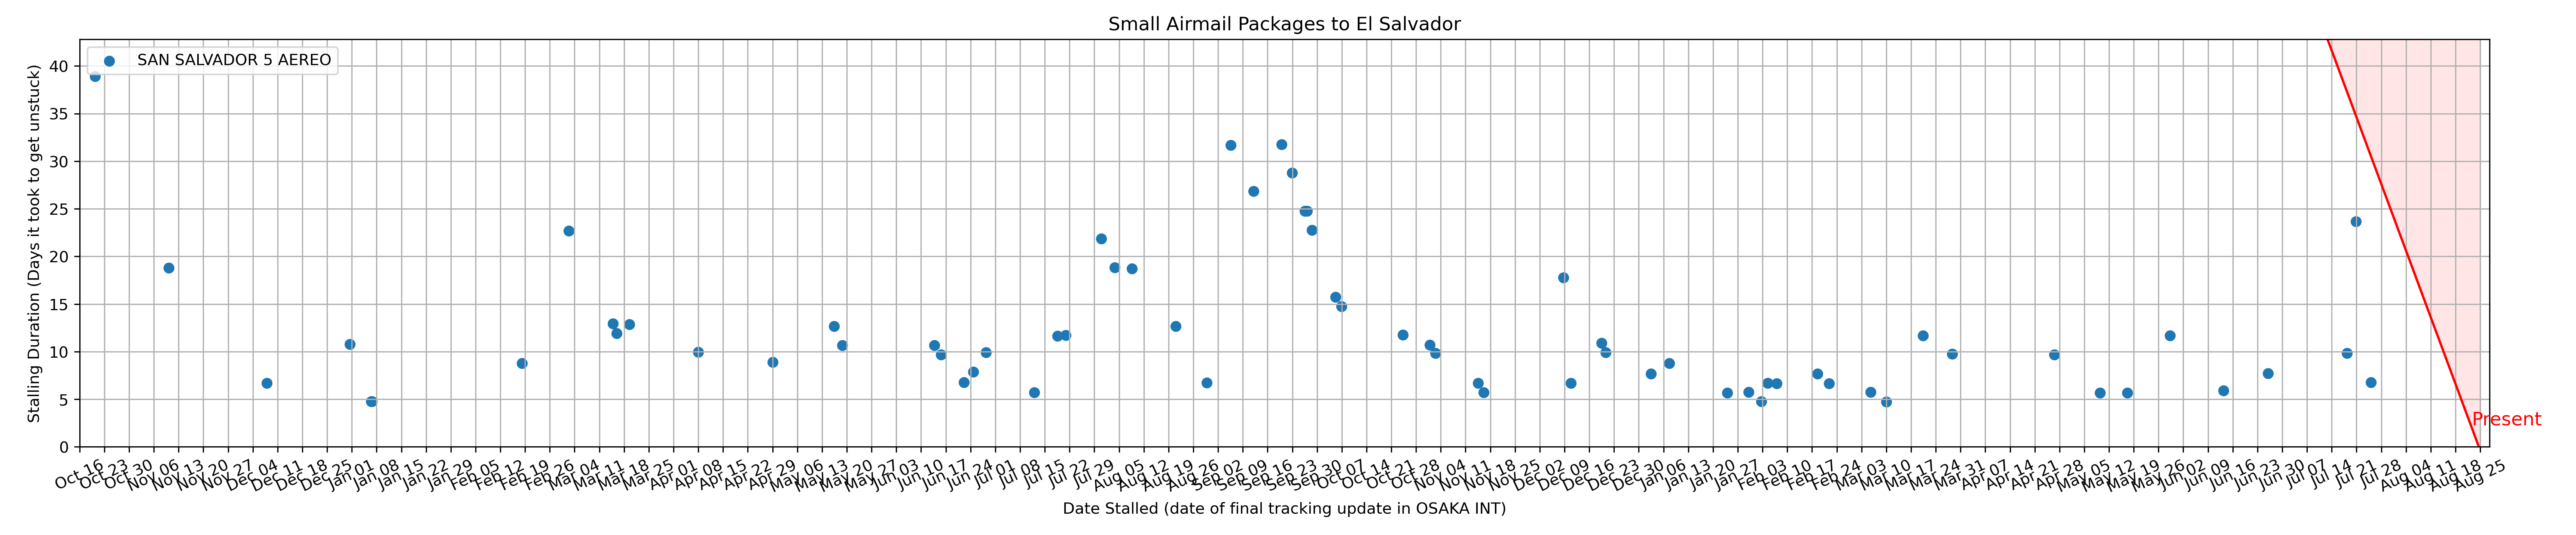 Small Airmail Packages to El Salvador
SAN SALVADOR 5 AEREO
Stalling Duration (Days it took to get unstuck)
40
35
30
25
20
15
10
5
0
Present
Oct 16
Oct 23
Oct 30
Nov 06
Nov 13
Nov 20
Nov 27
Dec 04
Dec 11
Dec 18
Dec 25
Jan 01
Jan 08
Jan 15
Jan 22
Jan 29
Feb 05
Feb 12
Feb 19
Feb 26
Mar 04
Mar 11
Mar 18
Mar 25
Apr 01
Apr 08
Apr 15
Apr 22
Apr 29
May 06
May 13
May 20
May 27
Jun 03
Jun 10
Jun 17
Jun 24
Jul 01
Jul 08
Jul 15
Jul 22
Jul 29
Aug 05
Aug 12
Aug 19
Aug 26
Sep 02
Sep 09
Sep 16
Sep 23
Sep 30
Oct 07
Oct 14
Oct 21
Oct 28
Nov 04
Nov 11
Nov 18
Nov 25
Dec 02
Dec 09
Dec 16
Dec 23
Dec 30
Jan 06
Jan 13
Jan 20
Jan 27
Feb 03
Feb 10
Feb 17
Feb 24
Mar 03
Mar 10
Mar 17
Mar 24
Mar 31
Apr 07
Apr 14
Apr 21
Apr 28
May 05
May 12
May 19
May 26
Jun 02
Jun 09
Jun 16
Jun 23
Jun 30
Jul 07
Jul 14
Jul 21
Jul 28
Aug 04
Aug 11
Aug 18
Aug 25
Date Stalled (date of final tracking update in OSAKA INT)